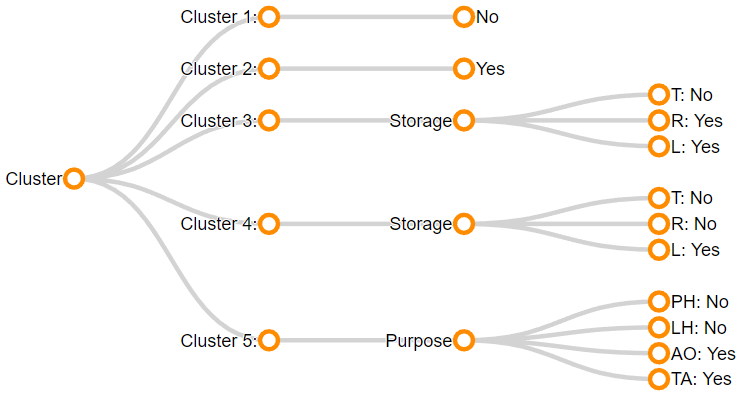 Cluster
Cluster 1:
No
Cluster 2:
Yes
Cluster 3:
Storage
T: No
R: Yes
L: Yes
Cluster 4:
Storage
T: No
R: No
L: Yes
Cluster 5:
Purpose
PH: No
LH: No
AO: Yes
TA: Yes